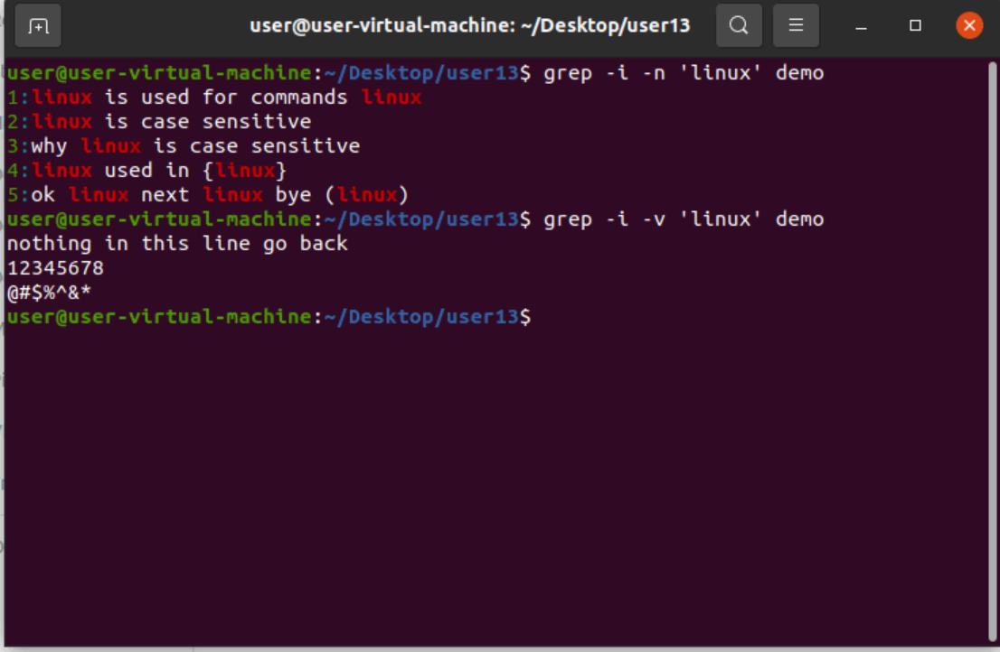 user@user-virtual-machine: ~/Desktop/user13
user@user-virtual-machine:~/Desktop/user13$ grep -i -n 'linux' demo
1:linux is used for commands linux
2:linux is case sensitive
3:why linux is case sensitive
4:linux used in {linux}
5:ok linux next linux bye (linux)
user@user-virtual-machine:~/Desktop/user13$ grep -i -v 'linux' demo
nothing in this line go back
12345678
@#$%^&*
user@user-virtual-machine:~/Desktop/user13$